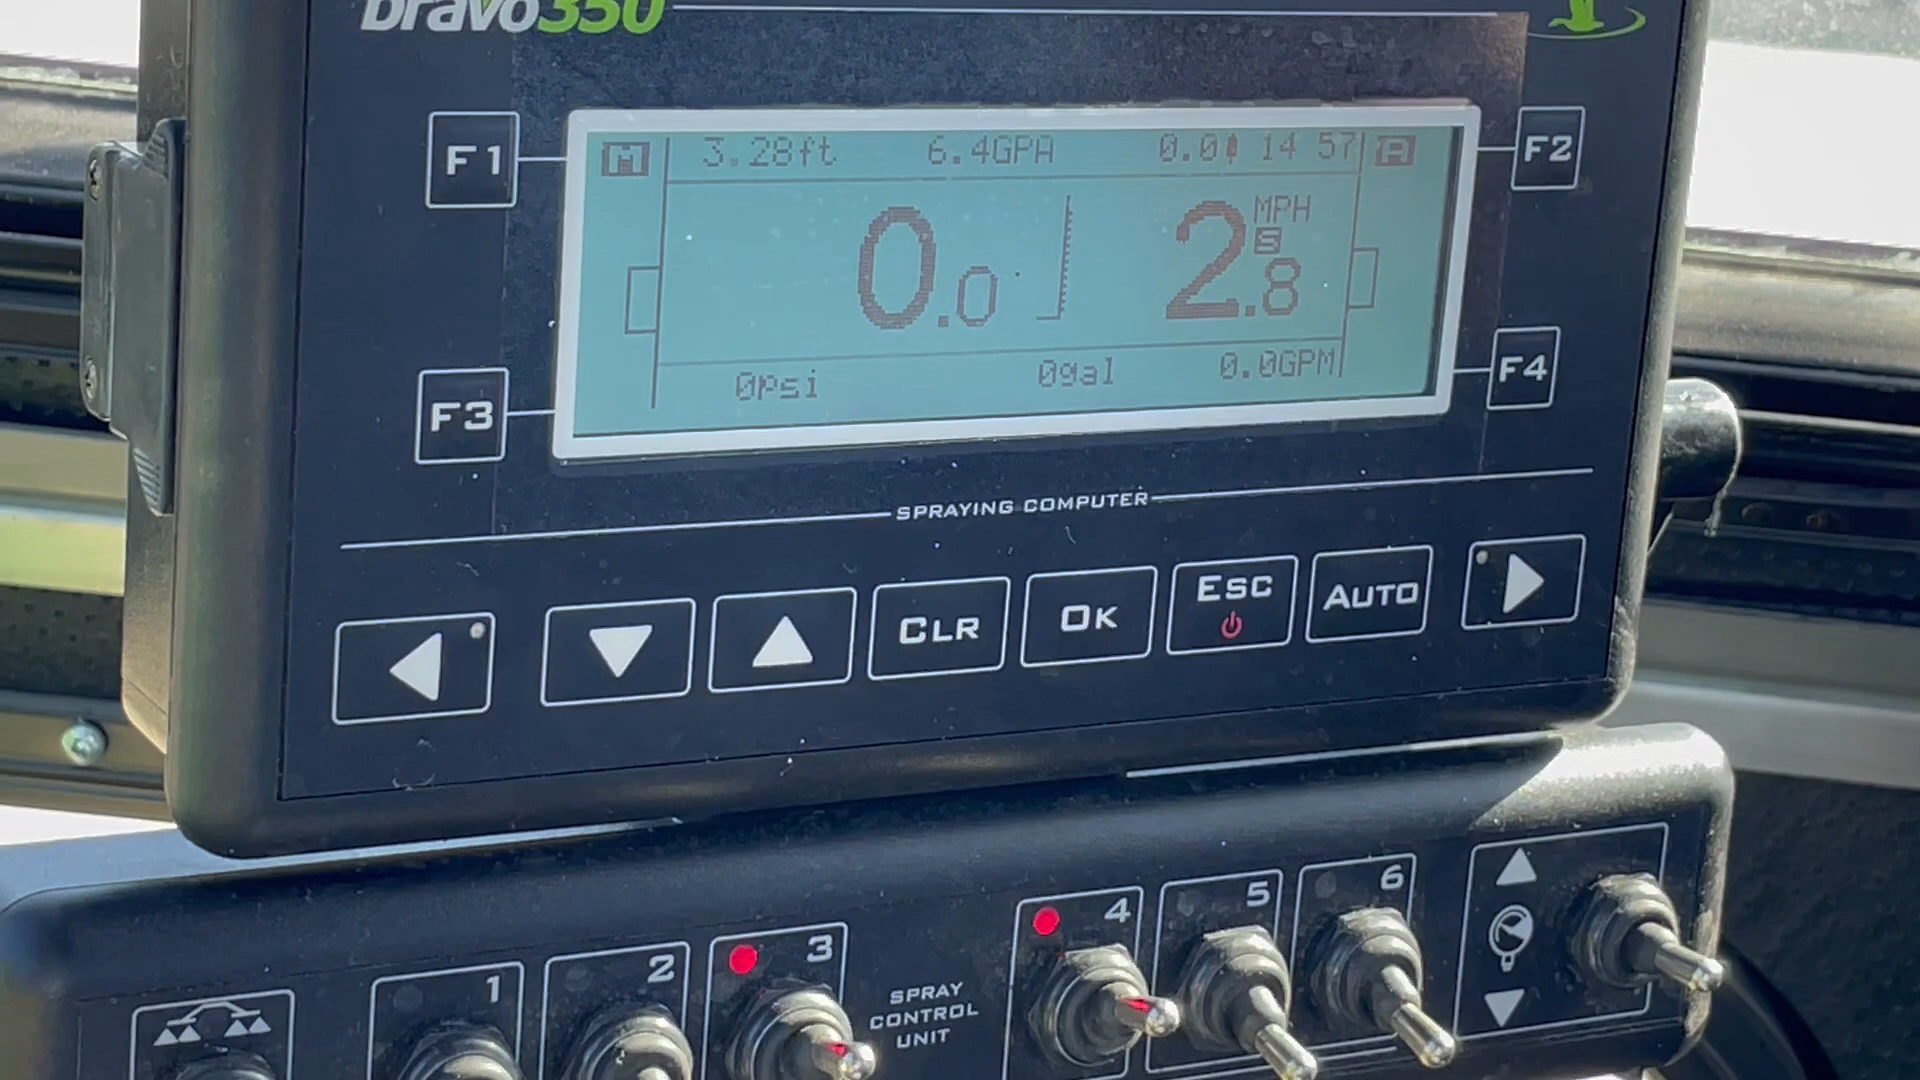 bravo350
F1
M 3.28ft 6.4GPA 0.0 14 57 A
F2
0.0 2.8 MPH
S
0psi 0gal 0.0GPM
F3
F4
SPRAYING COMPUTER
CLR OK ESC AUTO
1 2 3 4 5 6
SPRAY
CONTROL
UNIT